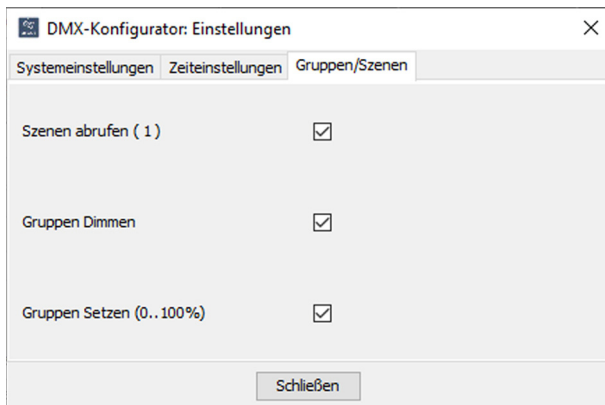 DMX-Konfigurator: Einstellungen
Systemeinstellungen Zeiteinstellungen Gruppen/Szenen
Szenen abrufen ( 1 )
Gruppen Dimmen
Gruppen Setzen (0..100%)
Schließen